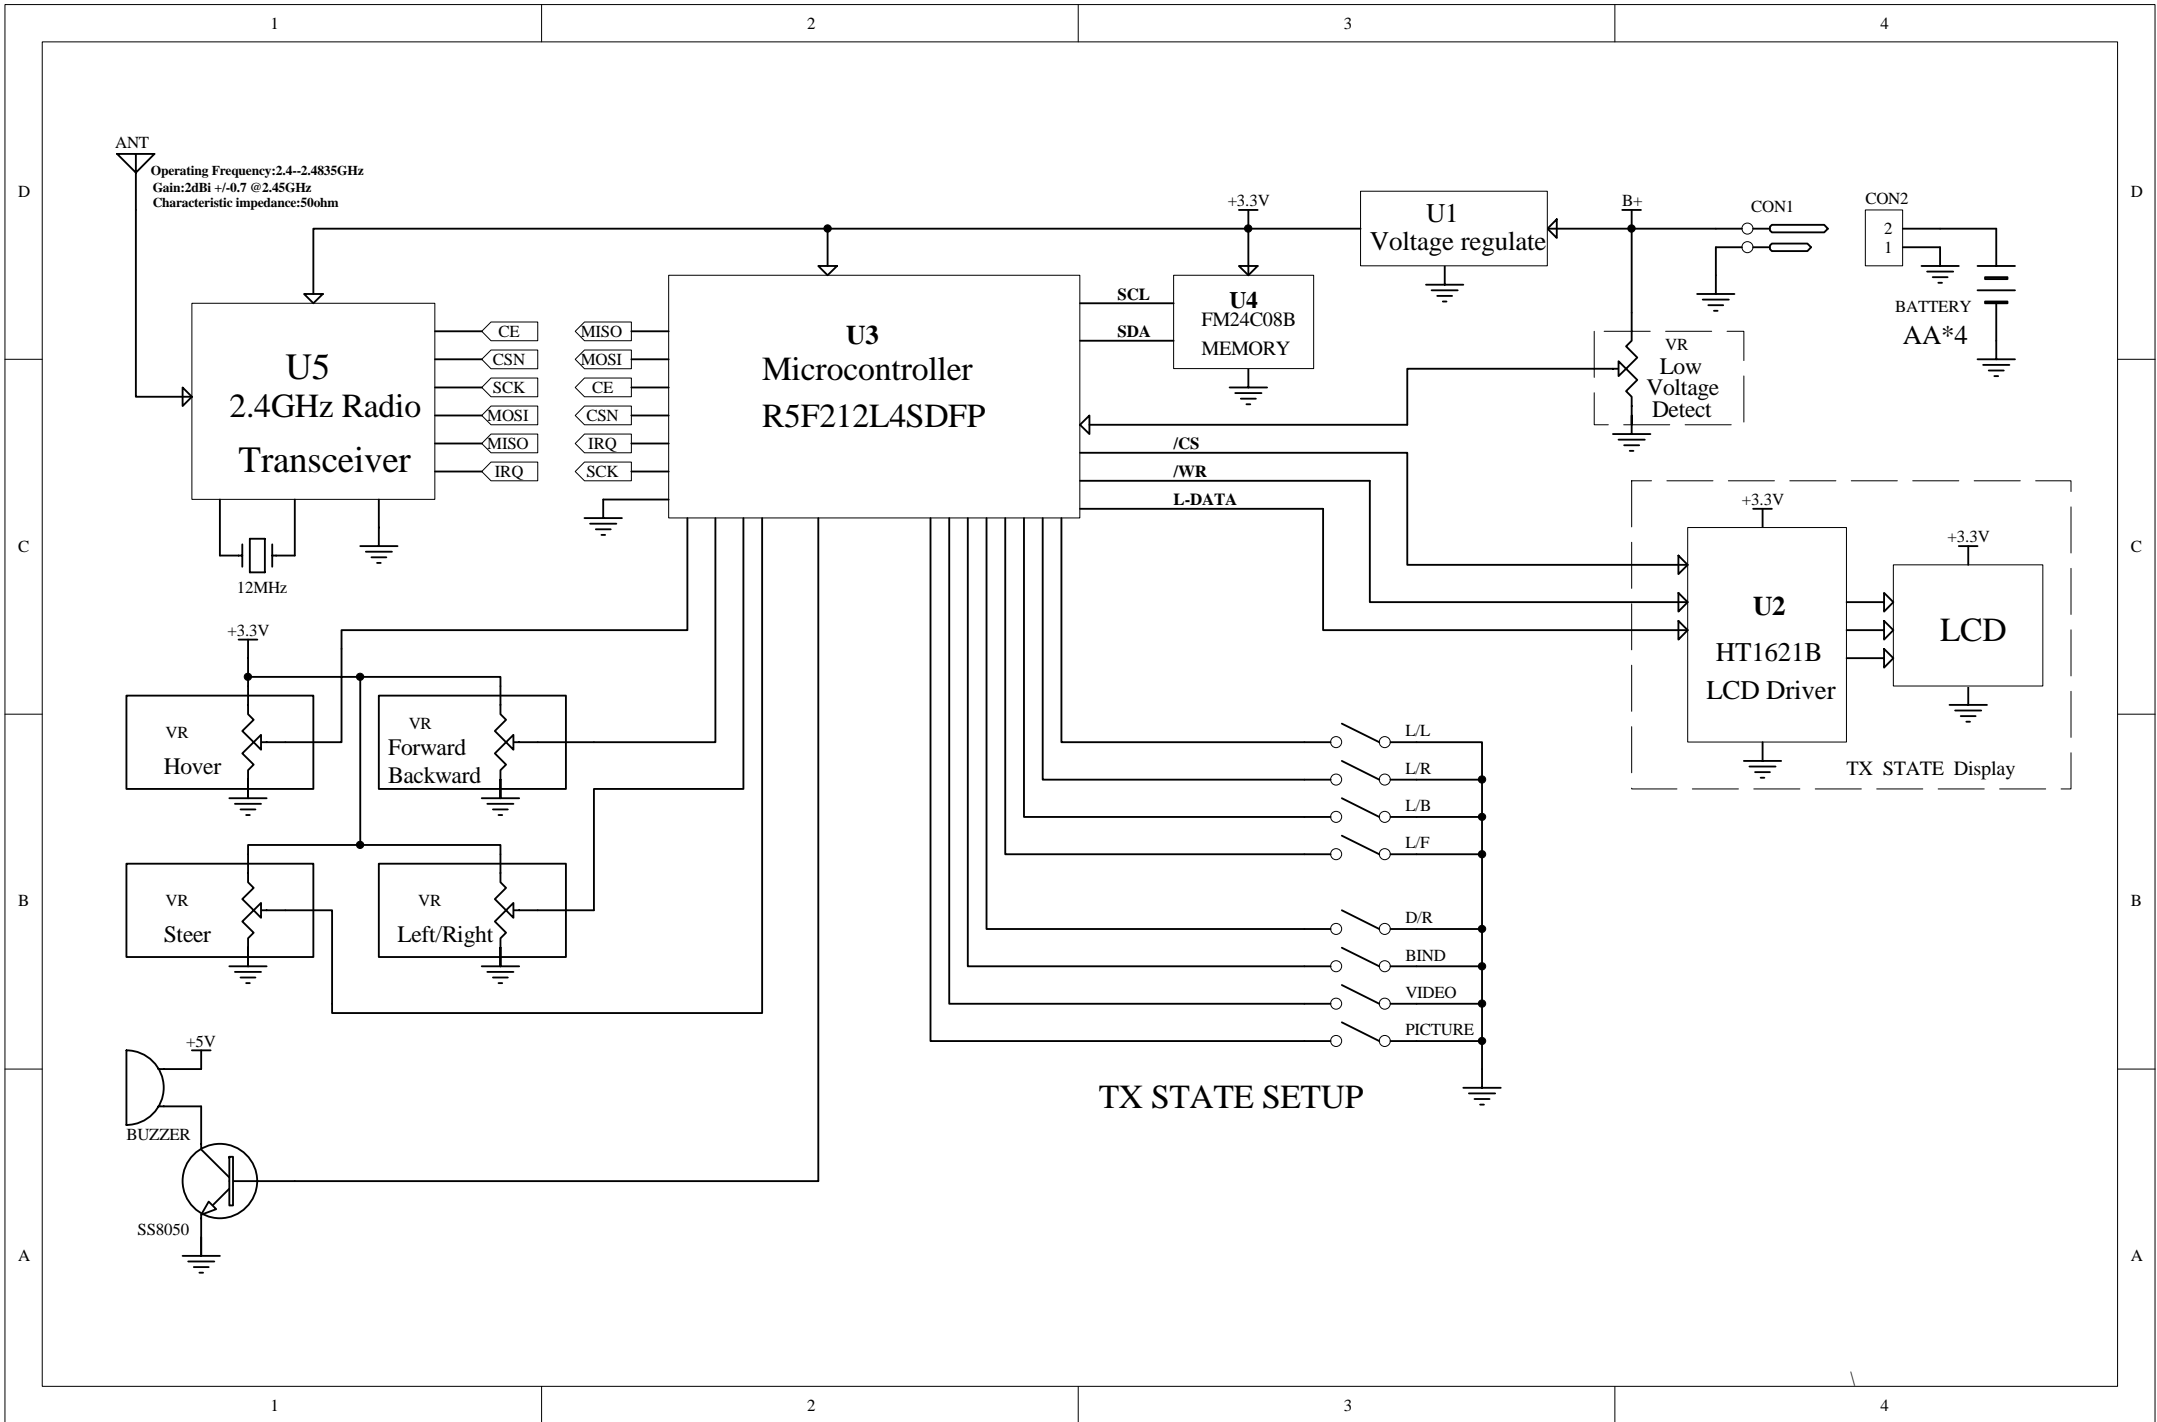 1
2
3
4
D
D
ANT
Operating Frequency:2.4--2.4835GHz
Gain:2dBi +/-0.7 @2.45GHz
Characteristic impedance:50ohm
+3.3V
U1
Voltage regulate
B+
CON1
CON2
2
1
BATTERY
AA*4
U5
2.4GHz Radio
Transceiver
CE
CSN
SCK
MOSI
MISO
IRQ
MISO
MOSI
CE
CSN
IRQ
SCK
U3
Microcontroller
R5F212L4SDFP
SCL
SDA
U4
FM24C08B
MEMORY
VR
Low
Voltage
Detect
/CS
/WR
L-DATA
C
C
12MHz
+3.3V
U2
HT1621B
LCD Driver
+3.3V
LCD
TX STATE Display
+3.3V
VR
Hover
VR
Forward
Backward
L/L
L/R
L/B
L/F
B
B
VR
Steer
VR
Left/Right
D/R
BIND
VIDEO
PICTURE
+5V
BUZZER
SS8050
TX STATE SETUP
A
A
1
2
3
4